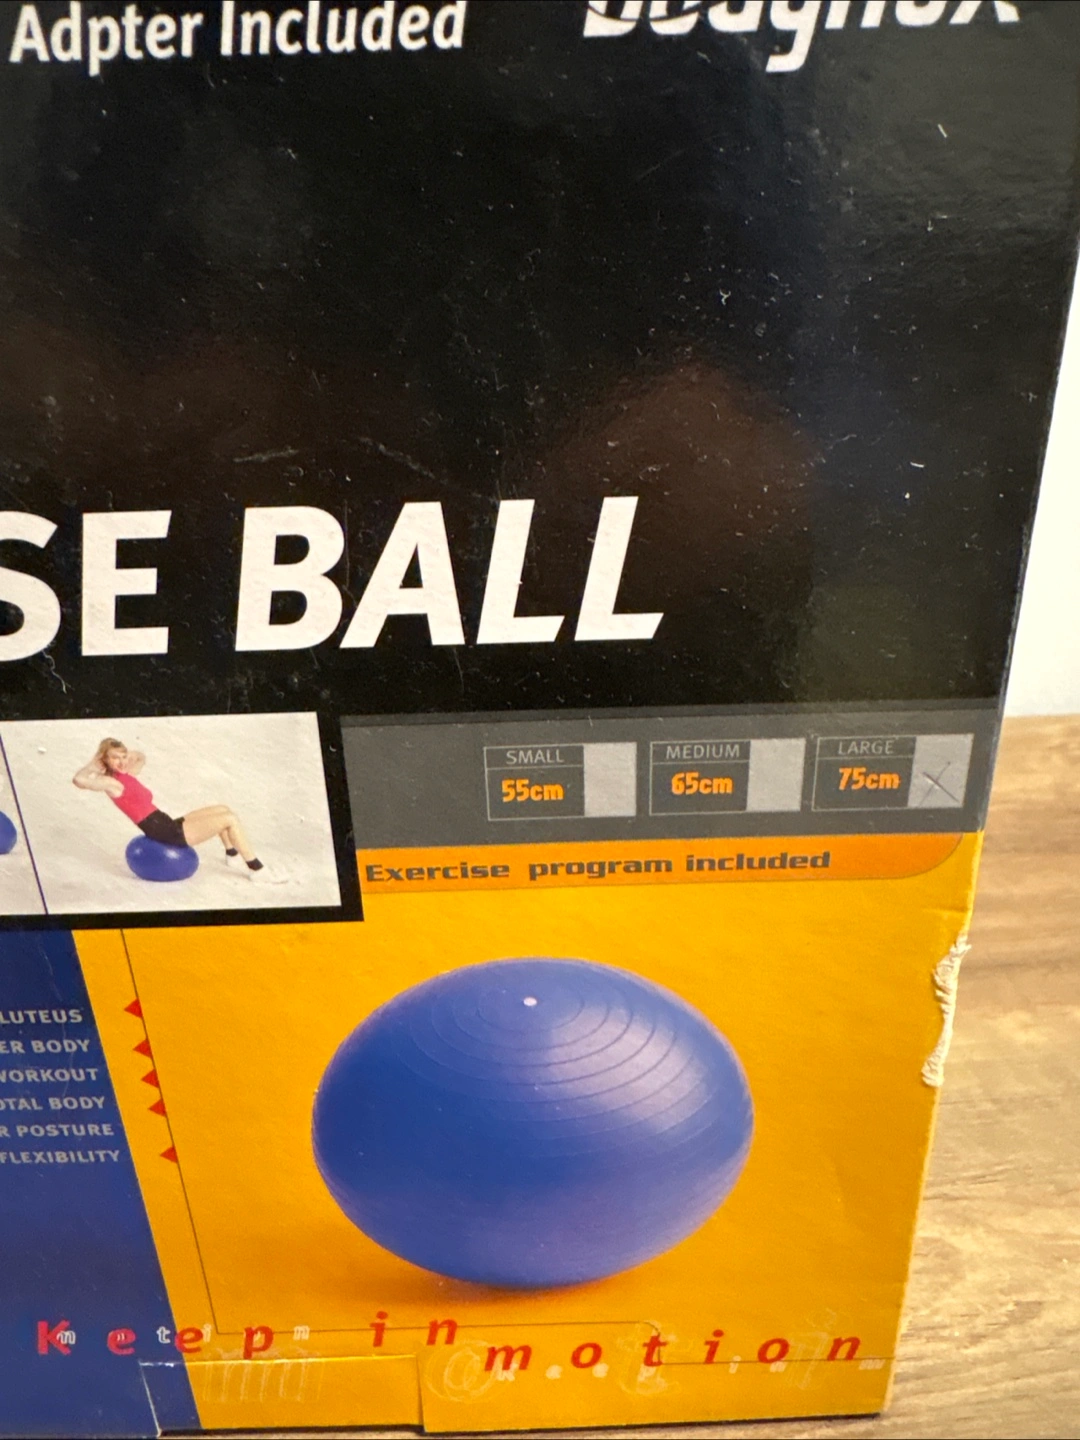 Adpter Included
SE BALL
SMALL
55cm
MEDIUM
65cm
LARGE
75cm
Exercise program included
LUTEUS
ER BODY
WORKOUT
OTAL BODY
R POSTURE
FLEXIBILITY
Keep in
motion